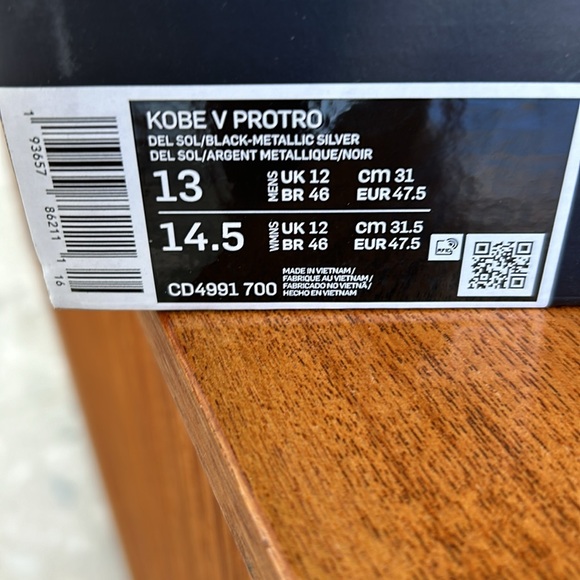 KOBE V PROTRO
DEL SOL/BLACK-METALLIC SILVER
DEL SOL/ARGENT METALLIQUE/NOIR
13 MENS UK 12 cm 31
BR 46 EUR 47.5
14.5 WMNS UK 12 cm 31.5
BR 46 EUR 47.5
CD4991 700
MADE IN VIETNAM/
FABRIQUE AU VIETNAM/
FABRICADO NO VIETNÃ/
HECHO EN VIETNAM
RFID
1 93657 86211 1 16